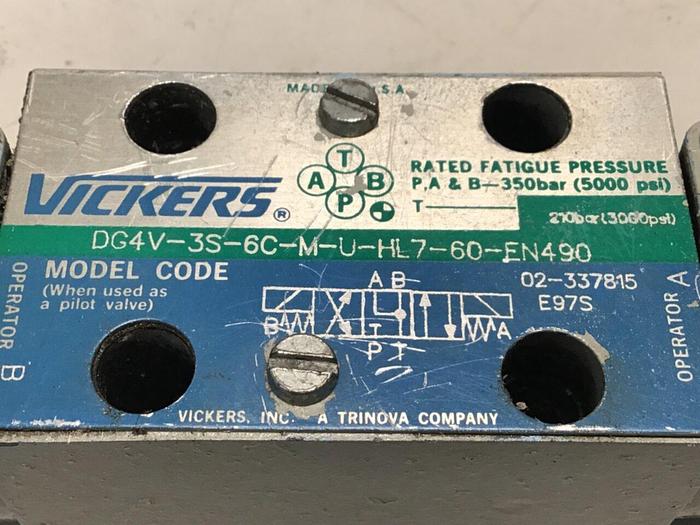 MADE S.A.
VICKERS®
T
A B
P
RATED FATIGUE PRESSURE
P,A & B—350bar (5000 psi)
T— 210bar(3000psi)
DG4V-3S-6C-M-U-HL7-60-EN490
MODEL CODE
(When used as
a pilot valve)
OPERATOR B
A B
B A
T
P T
02-337815
E97S
OPERATOR A
VICKERS, INC. A TRINOVA COMPANY